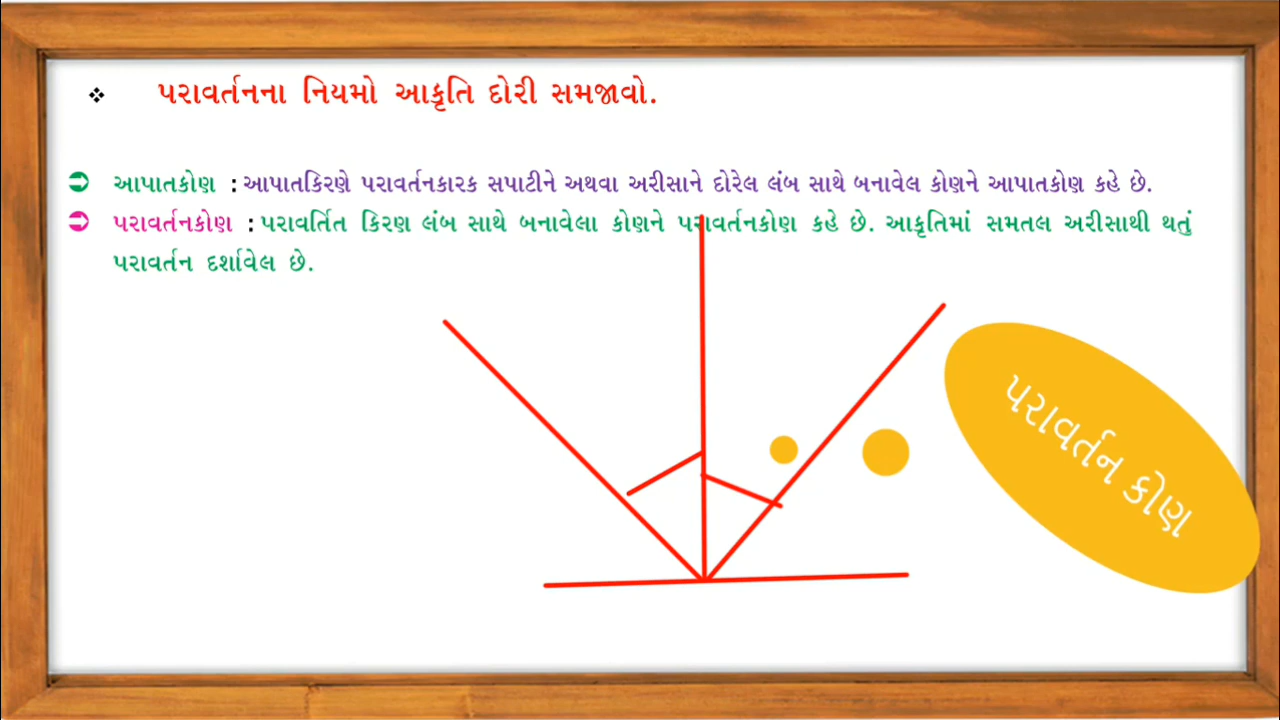 પરાવર્તનના નિયમો આકૃતિ દોરી સમજાવો.
આપાતકોણ : આપાતકિરણે પરાવર્તનકારક સપાટીને અથવા અરીસાને દોરેલ લંબ સાથે બનાવેલ કોણને આપાતકોણ કહે છે.
પરાવર્તનકોણ : પરાવર્તિત કિરણ લંબ સાથે બનાવેલા કોણને પરાવર્તનકોણ કહે છે. આકૃતિમાં સમતલ અરીસાથી થતું
પરાવર્તન દર્શાવેલ છે.
પરાવર્તન કોણ